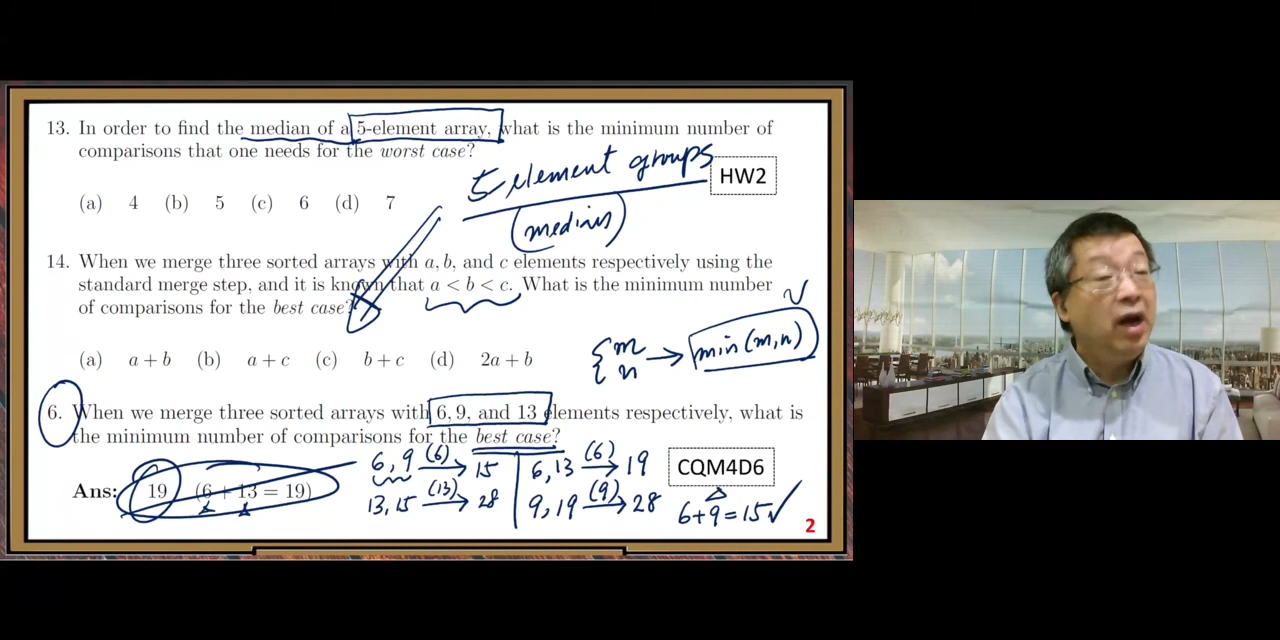 13. In order to find the median of a 5-element array, what is the minimum number of
comparisons that one needs for the worst case?
5 element groups
HW2
(a) 4 (b) 5 (c) 6 (d) 7
(medians)
14. When we merge three sorted arrays with a, b, and c elements respectively using the
standard merge step, and it is known that a < b < c. What is the minimum number
of comparisons for the best case?
(a) a + b (b) a + c (c) b + c (d) 2a + b
{ m n → min(m,n)
6. When we merge three sorted arrays with 6, 9, and 13 elements respectively, what is
the minimum number of comparisons for the best case?
6, 9 (6) → 15
6, 13 (6) → 19
CQM4D6
Ans: 19 (6 + 13 = 19)
13, 15 (13) → 28
9, 19 (9) → 28
6+9=15✓
2